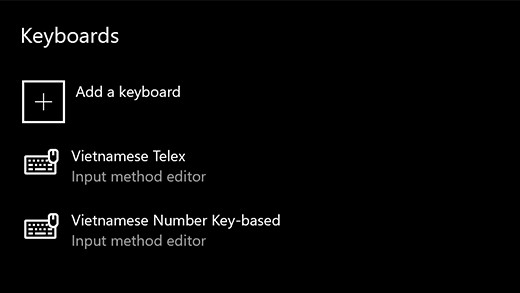 Keyboards
Add a keyboard
Vietnamese Telex
Input method editor
Vietnamese Number Key-based
Input method editor